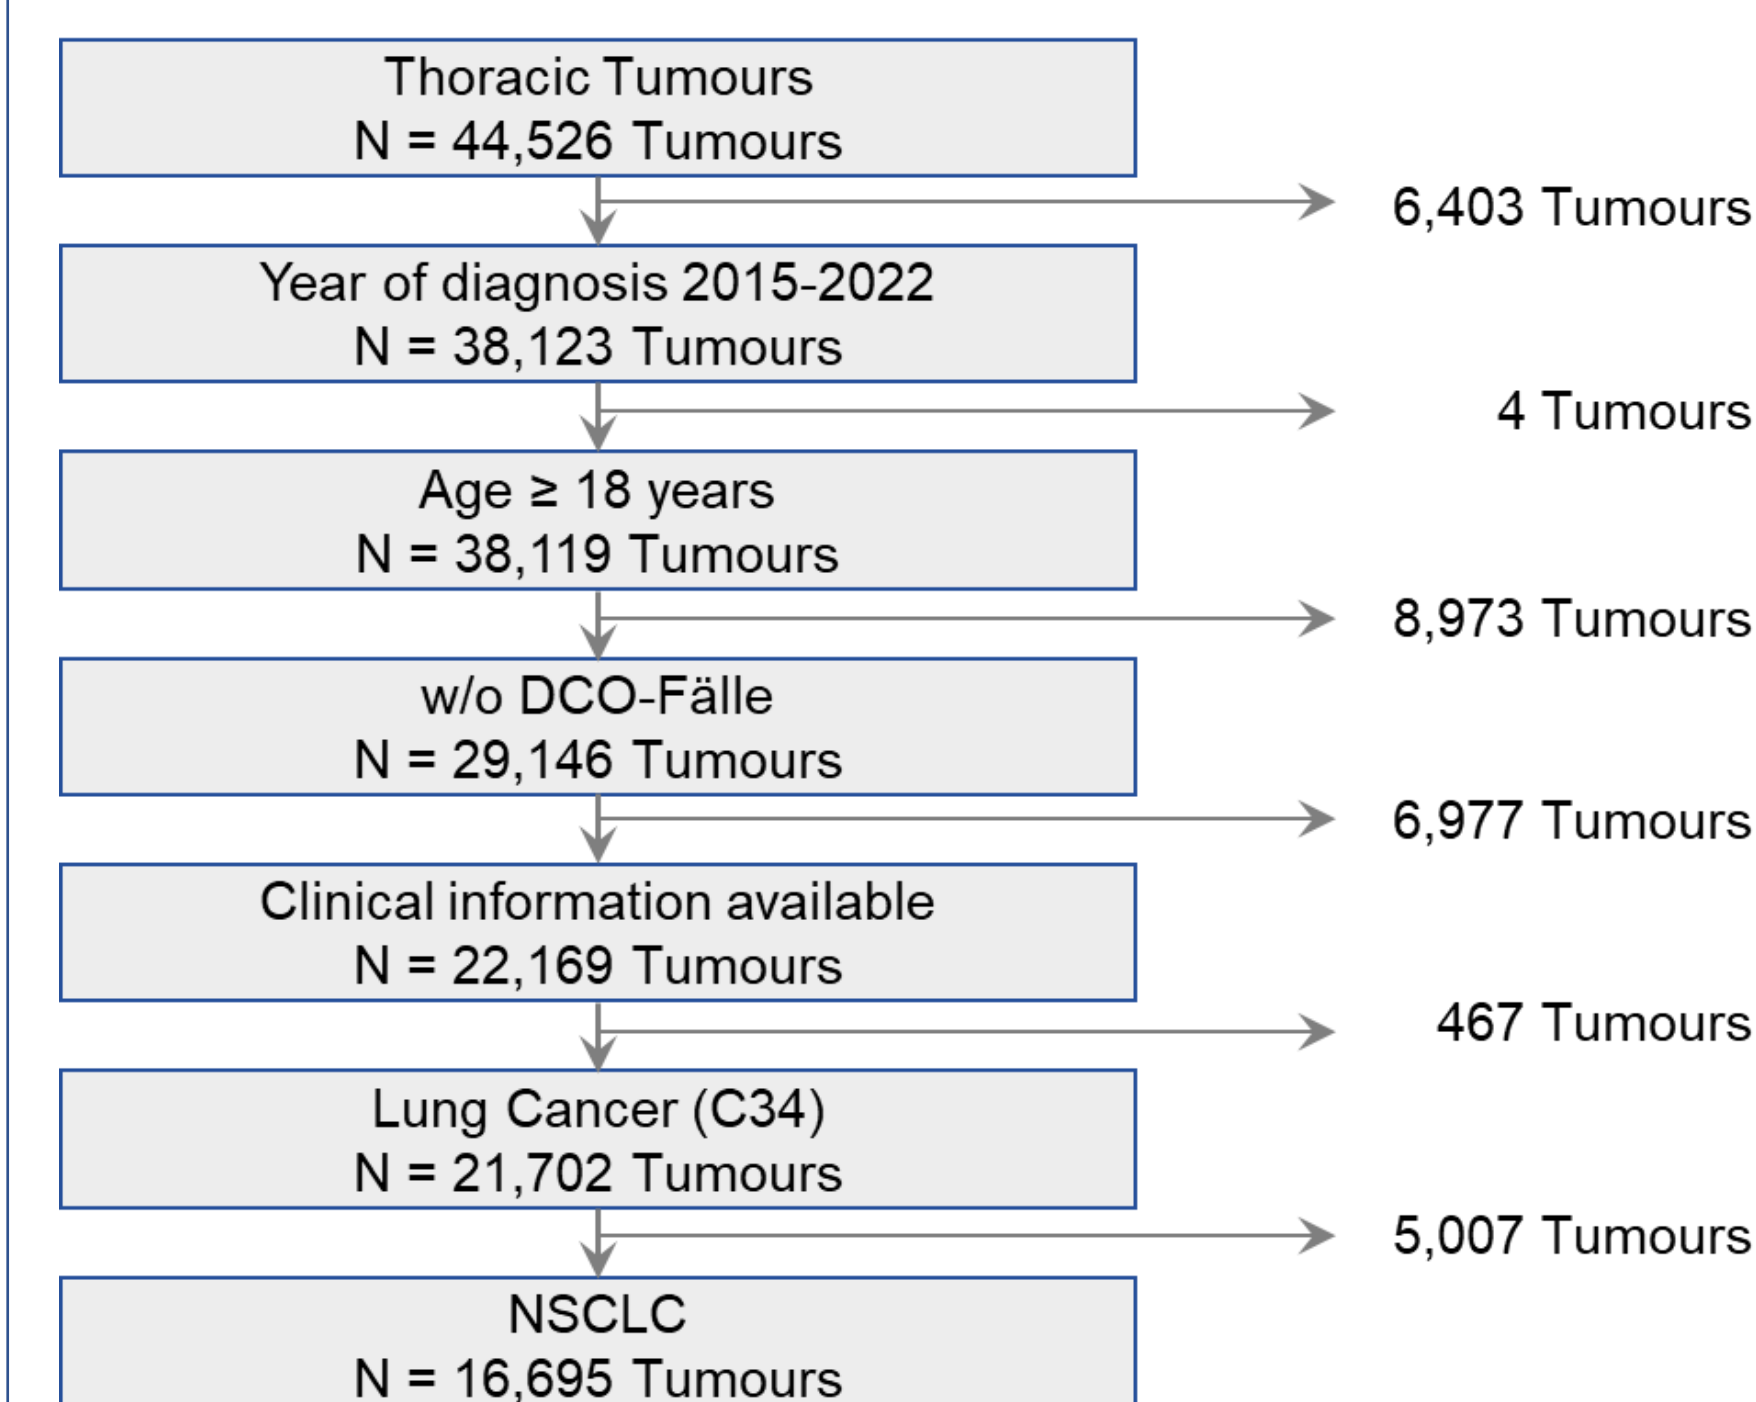 Thoracic Tumours
N = 44,526 Tumours
6,403 Tumours
Year of diagnosis 2015-2022
N = 38,123 Tumours
4 Tumours
Age ≥ 18 years
N = 38,119 Tumours
8,973 Tumours
w/o DCO-Fälle
N = 29,146 Tumours
6,977 Tumours
Clinical information available
N = 22,169 Tumours
467 Tumours
Lung Cancer (C34)
N = 21,702 Tumours
5,007 Tumours
NSCLC
N = 16,695 Tumours